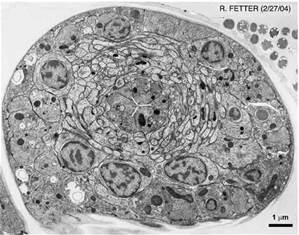 R. FETTER (2/27/04)
1 µm